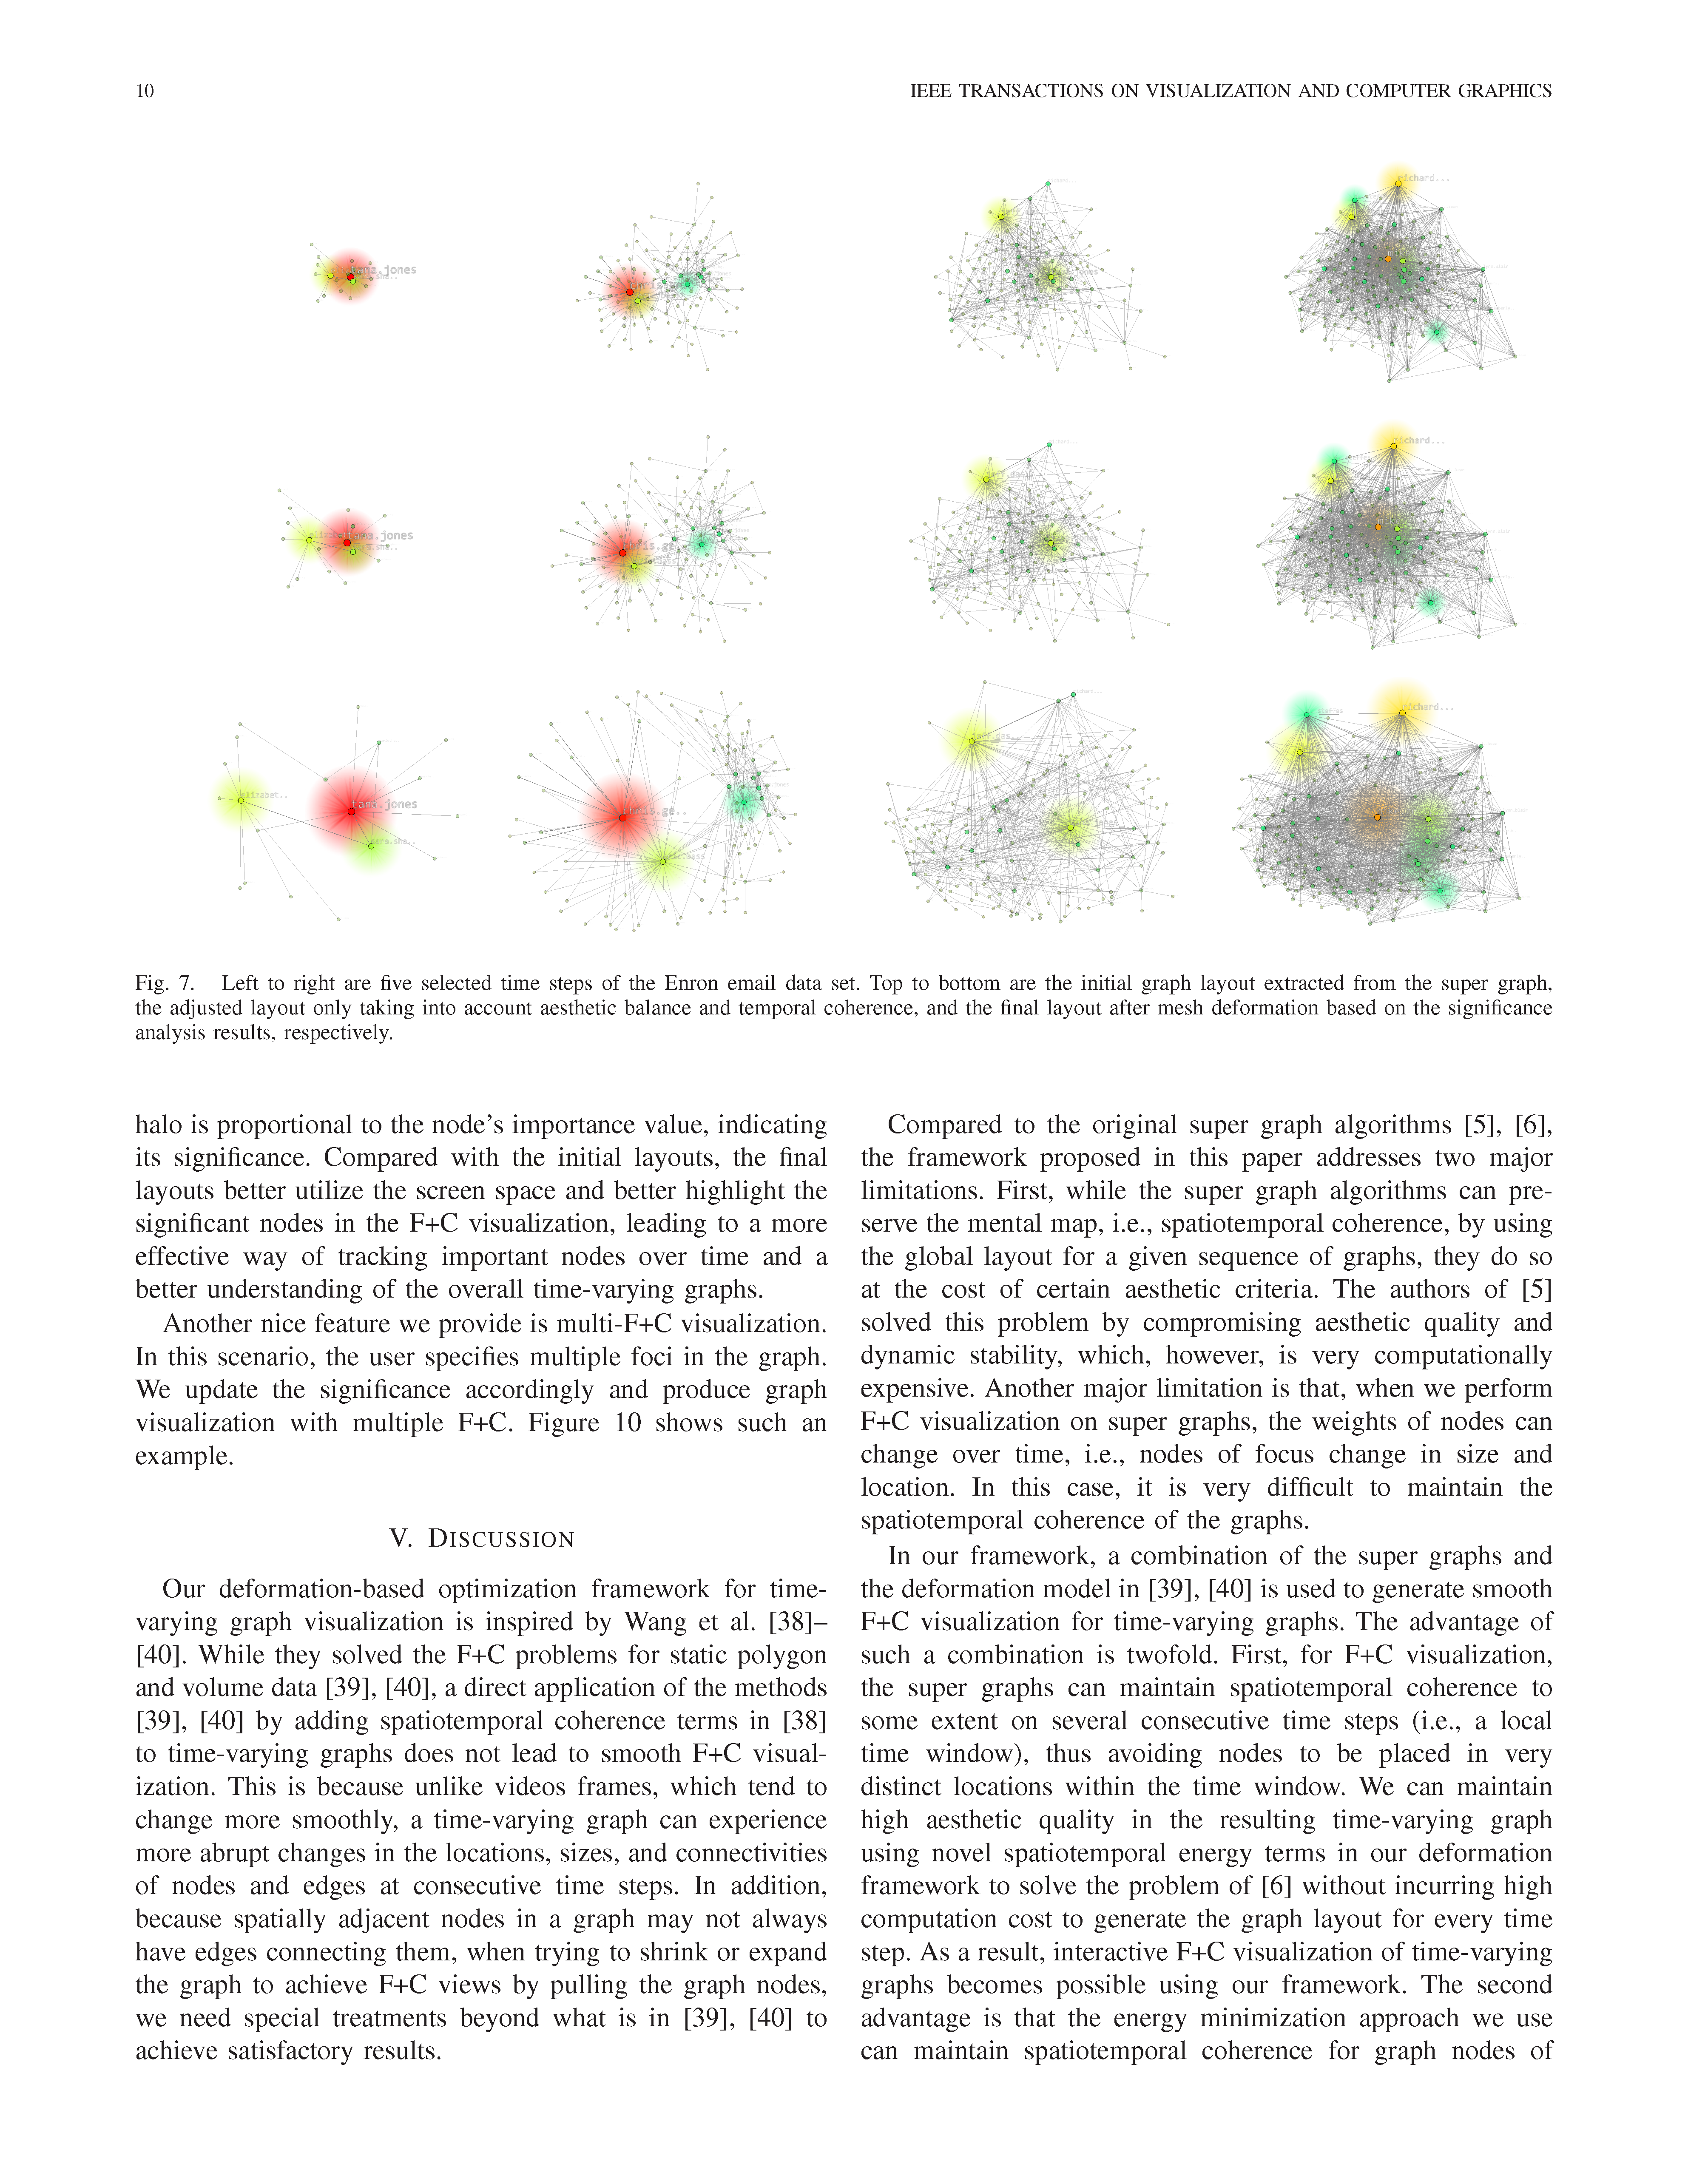 10
IEEE TRANSACTIONS ON VISUALIZATION AND COMPUTER GRAPHICS
richard...
richard...
tana.jones
richard...
Fig. 7. Left to right are five selected time steps of the Enron email data set. Top to bottom are the initial graph layout extracted from the super graph,
the adjusted layout only taking into account aesthetic balance and temporal coherence, and the final layout after mesh deformation based on the significance
analysis results, respectively.
halo is proportional to the node's importance value, indicating
its significance. Compared with the initial layouts, the final
layouts better utilize the screen space and better highlight the
significant nodes in the F+C visualization, leading to a more
effective way of tracking important nodes over time and a
better understanding of the overall time-varying graphs.
Another nice feature we provide is multi-F+C visualization.
In this scenario, the user specifies multiple foci in the graph.
We update the significance accordingly and produce graph
visualization with multiple F+C. Figure 10 shows such an
example.
V. DISCUSSION
Our deformation-based optimization framework for time-
varying graph visualization is inspired by Wang et al. [38]–
[40]. While they solved the F+C problems for static polygon
and volume data [39], [40], a direct application of the methods
[39], [40] by adding spatiotemporal coherence terms in [38]
to time-varying graphs does not lead to smooth F+C visual-
ization. This is because unlike videos frames, which tend to
change more smoothly, a time-varying graph can experience
more abrupt changes in the locations, sizes, and connectivities
of nodes and edges at consecutive time steps. In addition,
because spatially adjacent nodes in a graph may not always
have edges connecting them, when trying to shrink or expand
the graph to achieve F+C views by pulling the graph nodes,
we need special treatments beyond what is in [39], [40] to
achieve satisfactory results.
Compared to the original super graph algorithms [5], [6],
the framework proposed in this paper addresses two major
limitations. First, while the super graph algorithms can pre-
serve the mental map, i.e., spatiotemporal coherence, by using
the global layout for a given sequence of graphs, they do so
at the cost of certain aesthetic criteria. The authors of [5]
solved this problem by compromising aesthetic quality and
dynamic stability, which, however, is very computationally
expensive. Another major limitation is that, when we perform
F+C visualization on super graphs, the weights of nodes can
change over time, i.e., nodes of focus change in size and
location. In this case, it is very difficult to maintain the
spatiotemporal coherence of the graphs.
In our framework, a combination of the super graphs and
the deformation model in [39], [40] is used to generate smooth
F+C visualization for time-varying graphs. The advantage of
such a combination is twofold. First, for F+C visualization,
the super graphs can maintain spatiotemporal coherence to
some extent on several consecutive time steps (i.e., a local
time window), thus avoiding nodes to be placed in very
distinct locations within the time window. We can maintain
high aesthetic quality in the resulting time-varying graph
using novel spatiotemporal energy terms in our deformation
framework to solve the problem of [6] without incurring high
computation cost to generate the graph layout for every time
step. As a result, interactive F+C visualization of time-varying
graphs becomes possible using our framework. The second
advantage is that the energy minimization approach we use
can maintain spatiotemporal coherence for graph nodes of